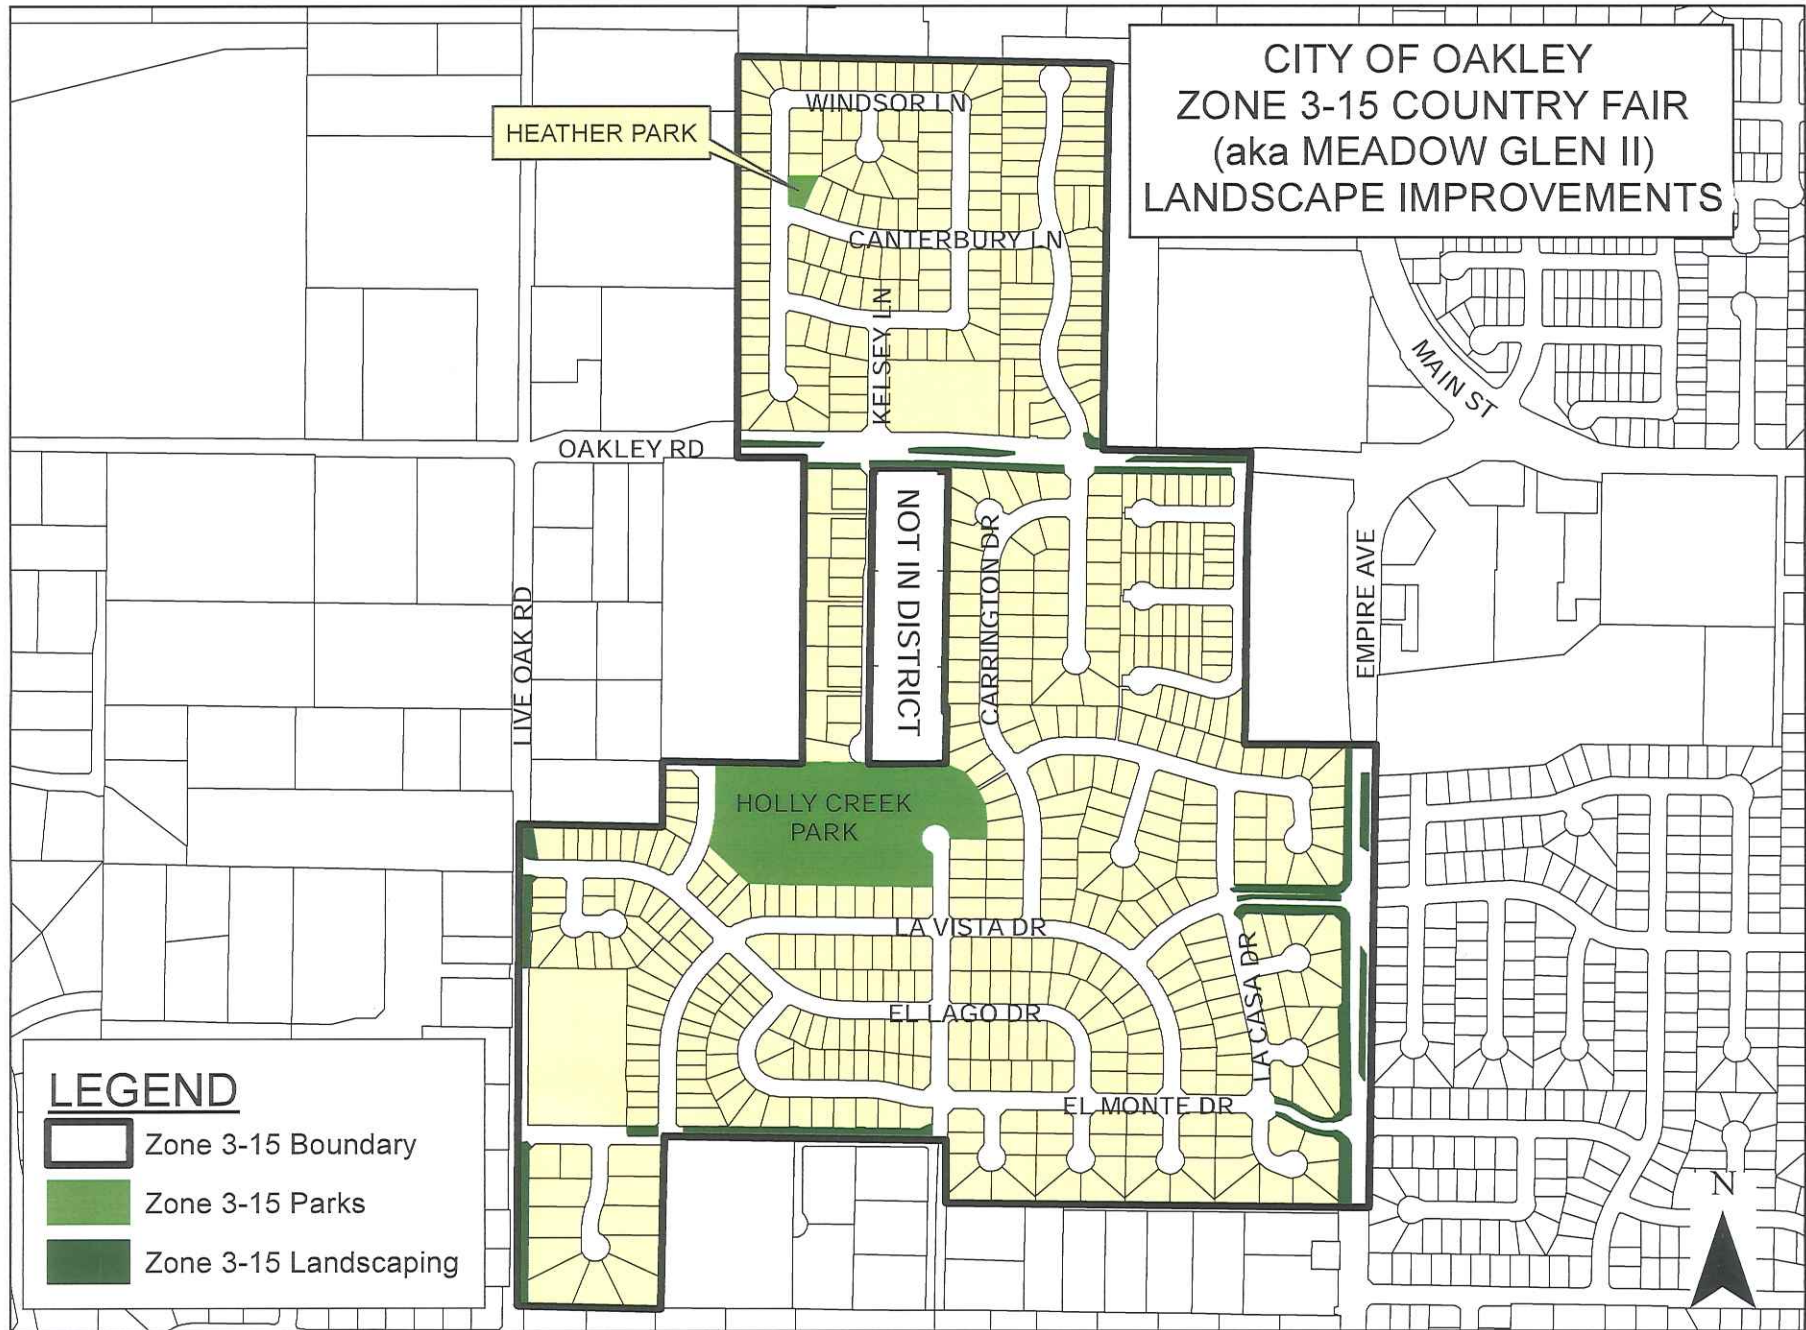 CITY OF OAKLEY
ZONE 3-15 COUNTRY FAIR
(aka MEADOW GLEN II)
LANDSCAPE IMPROVEMENTS
WINDSOR LN
HEATHER PARK
CANTERBURY LN
KELSEY LN
MAIN ST
OAKLEY RD
NOT IN DISTRICT
CARRINGTON DR
EMPIRE AVE
LIVE OAK RD
HOLLY CREEK
PARK
LA VISTA DR
LA CASA DR
EL LAGO DR
EL MONTE DR
LEGEND
Zone 3-15 Boundary
Zone 3-15 Parks
Zone 3-15 Landscaping
N